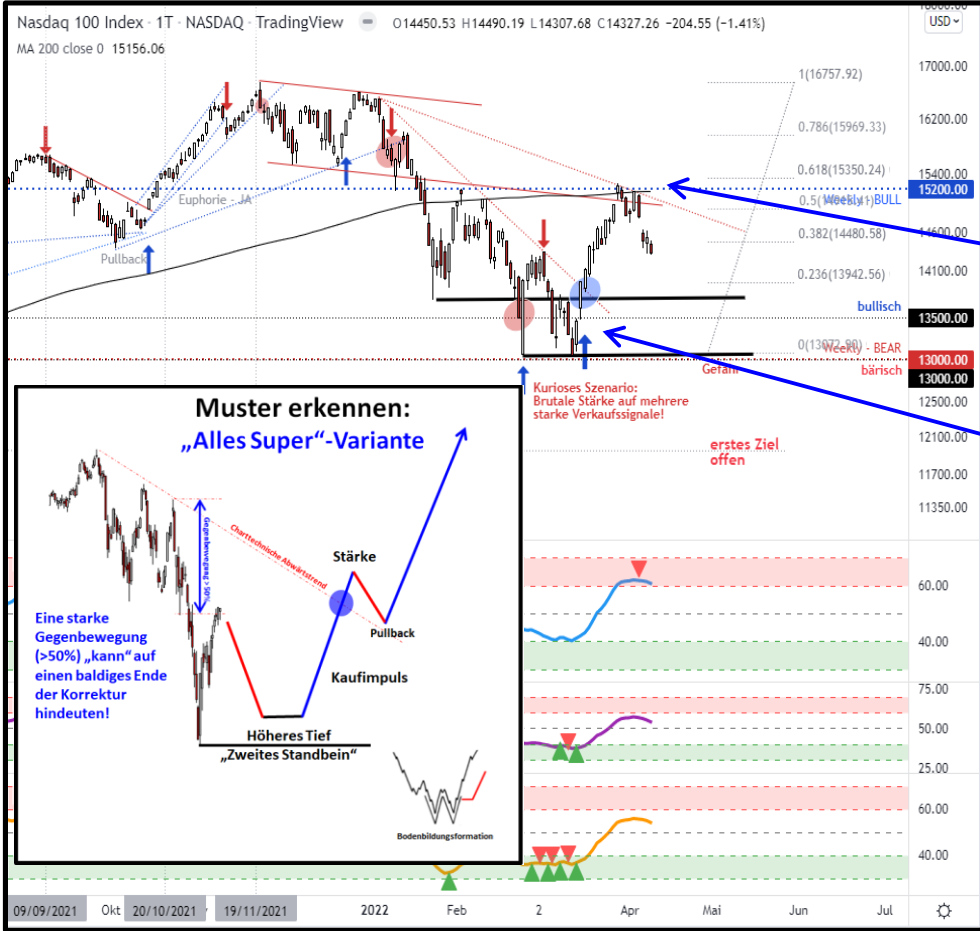 Nasdaq 100 Index · 1T · NASDAQ · TradingView O14450.53 H14490.19 L14307.68 C14327.26 -204.55 (-1.41%)
MA 200 close 0 15156.06
USD
17000.00
16200.00
15400.00
15200.00
14600.00
14100.00
13500.00
13000.00
13000.00
12500.00
12100.00
11700.00
11350.00
1(16757.92)
0.786(15969.33)
0.618(15350.24)
Weekly - BULL
0.382(14480.58)
0.236(13942.56)
bullisch
Weekly - BEAR
bärisch
Gefahr
Euphorie - JA
Pullback
Kurioses Szenario:
Brutale Stärke auf mehrere
starke Verkaufssignale!
erstes Ziel
offen
Muster erkennen:
„Alles Super“-Variante
Gegenbewegung > 50%
Charttechnische Abwärtstrend
Stärke
Pullback
Kaufimpuls
Eine starke
Gegenbewegung
(>50%) „kann“ auf
einen baldiges Ende
der Korrektur
hindeuten!
Höheres Tief
„Zweites Standbein“
Bodenbildungsformation
60.00
40.00
75.00
50.00
25.00
60.00
40.00
09/09/2021 Okt 20/10/2021 19/11/2021 2022 Feb 2 Apr Mai Jun Jul